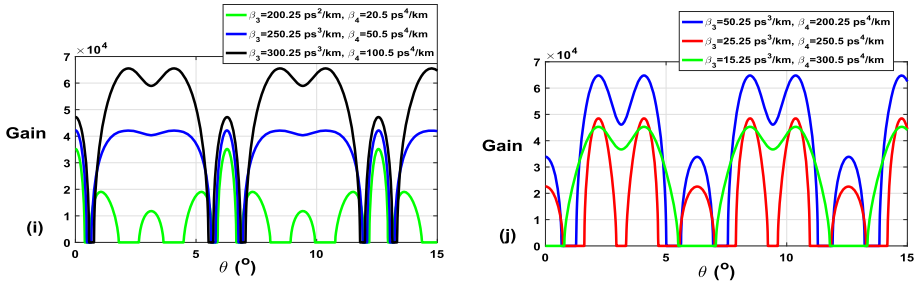 β₃=200.25 ps²/km, β₄=20.5 ps⁴/km
β₃=250.25 ps³/km, β₄=50.5 ps⁴/km
β₃=300.25 ps³/km, β₄=100.5 ps⁴/km
×10⁴
7
6
5
4
3
2
1
0
Gain
(i)
0 5 10 15
θ (°)
β₃=50.25 ps³/km, β₄=200.25 ps⁴/km
β₃=25.25 ps³/km, β₄=250.5 ps⁴/km
β₃=15.25 ps³/km, β₄=300.5 ps⁴/km
×10⁴
7
6
5
4
3
2
1
0
Gain
(j)
0 5 10 15
θ (°)